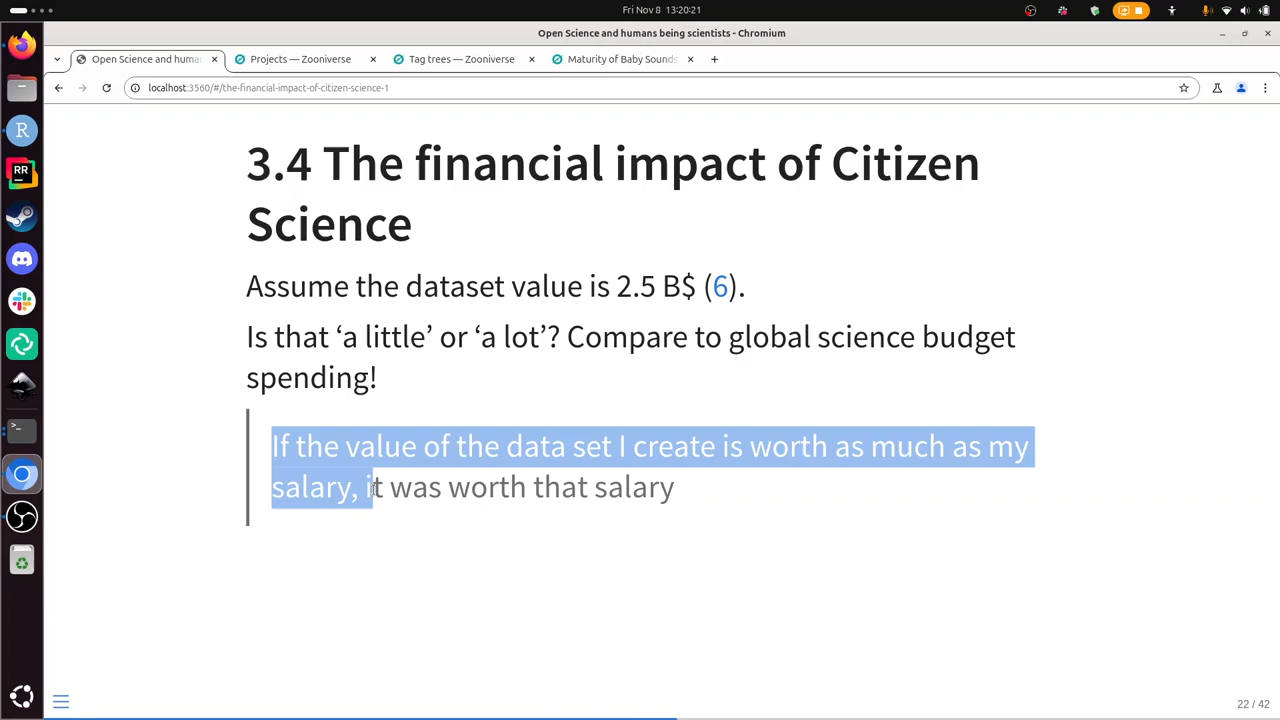 Fri Nov 8 13:20:21
Open Science and humans being scientists - Chromium
Open Science and huma
Projects — Zooniverse
Tag trees — Zooniverse
Maturity of Baby Sounds
localhost:3560/#/the-financial-impact-of-citizen-science-1
3.4 The financial impact of Citizen
Science
Assume the dataset value is 2.5 B$ (6).
Is that ‘a little’ or ‘a lot’? Compare to global science budget
spending!
If the value of the data set I create is worth as much as my
salary, it was worth that salary
22 / 42
R
RR
>_